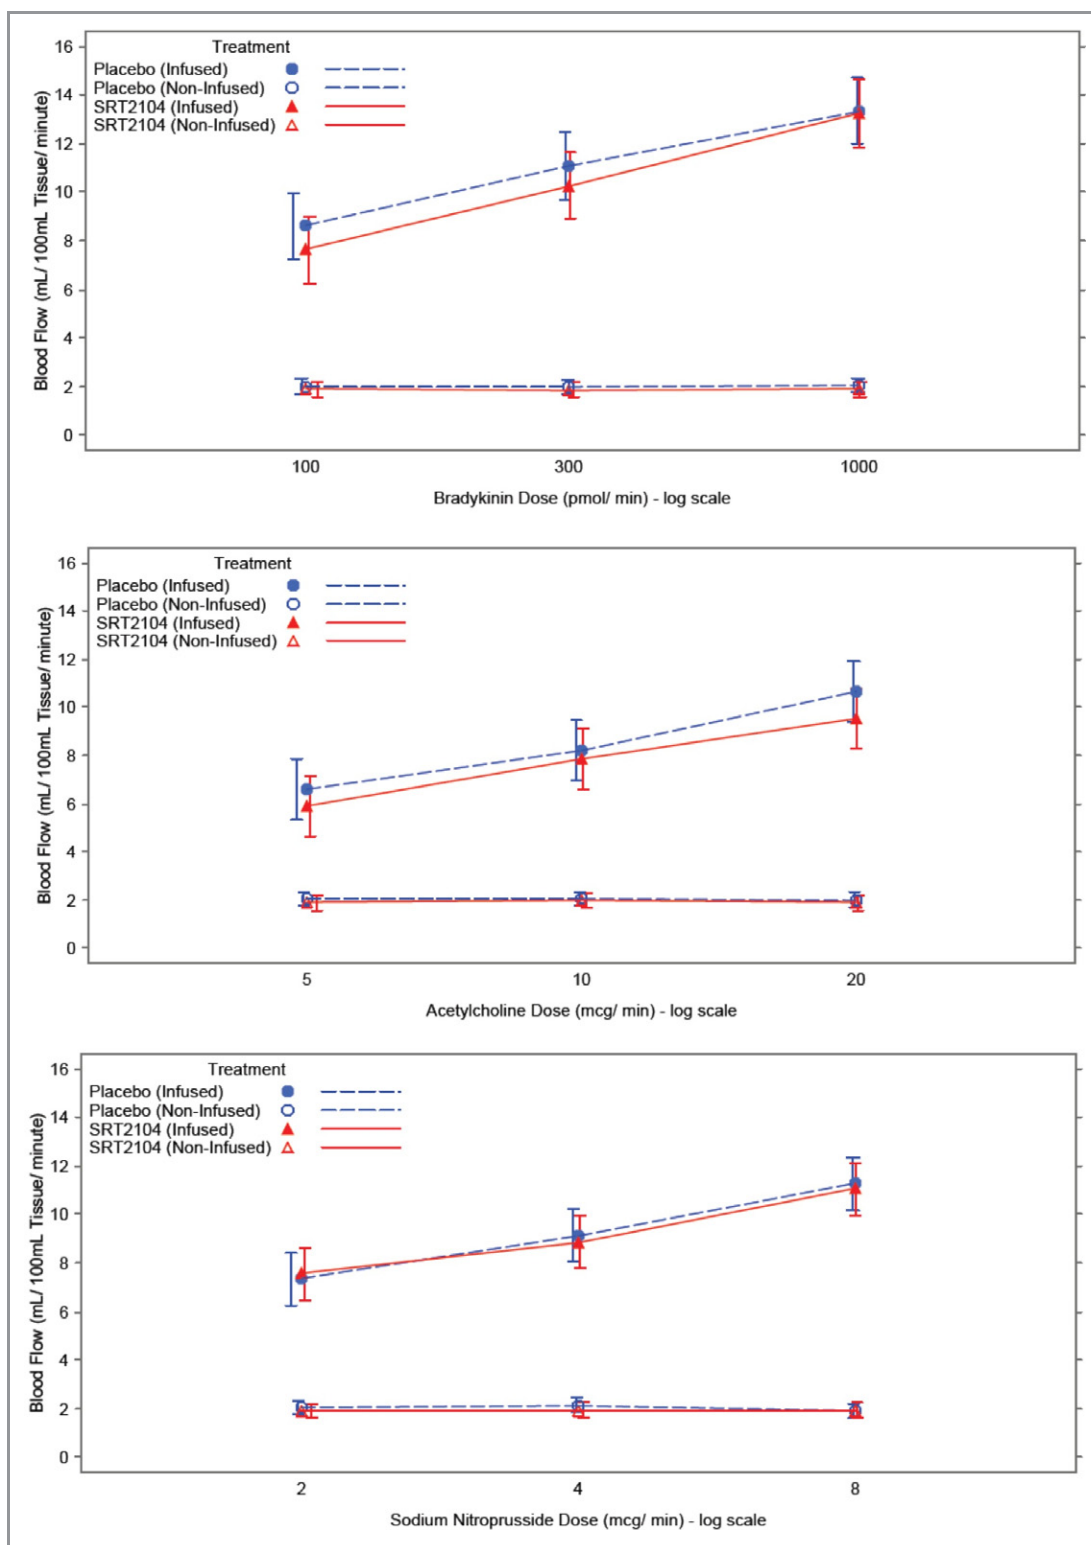 Blood Flow (mL/ 100mL Tissue/ minute)
16
14
12
10
8
6
4
2
0
Treatment
Placebo (Infused)
Placebo (Non-Infused)
SRT2104 (Infused)
SRT2104 (Non-Infused)
100 300 1000
Bradykinin Dose (pmol/ min) - log scale
Blood Flow (mL/ 100mL Tissue/ minute)
16
14
12
10
8
6
4
2
0
Treatment
Placebo (Infused)
Placebo (Non-Infused)
SRT2104 (Infused)
SRT2104 (Non-Infused)
5 10 20
Acetylcholine Dose (mcg/ min) - log scale
Blood Flow (mL/ 100mL Tissue/ minute)
16
14
12
10
8
6
4
2
0
Treatment
Placebo (Infused)
Placebo (Non-Infused)
SRT2104 (Infused)
SRT2104 (Non-Infused)
2 4 8
Sodium Nitroprusside Dose (mcg/ min) - log scale